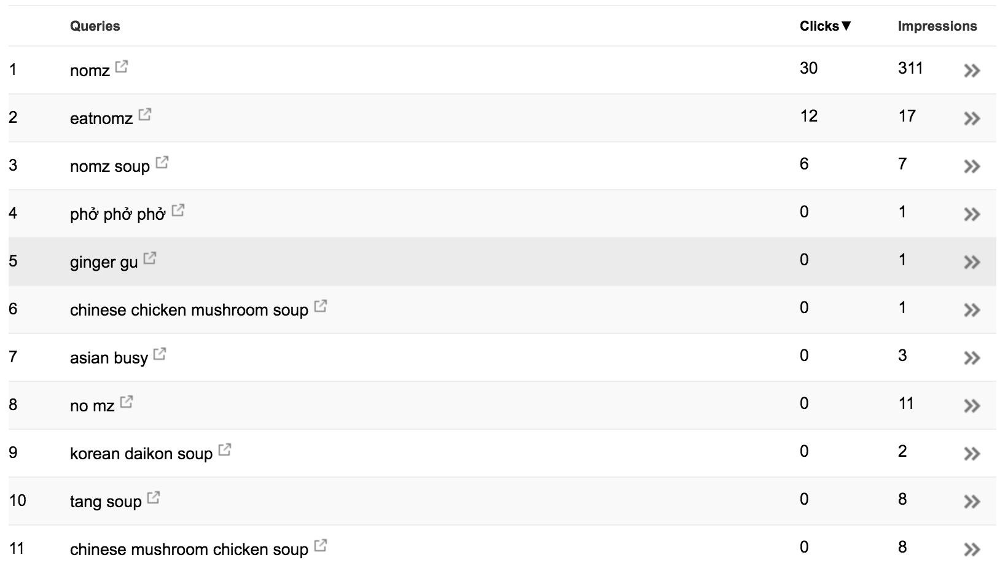 Queries Clicks▼ Impressions
1 nomz 30 311
2 eatnomz 12 17
3 nomz soup 6 7
4 phở phở phở 0 1
5 ginger gu 0 1
6 chinese chicken mushroom soup 0 1
7 asian busy 0 3
8 no mz 0 11
9 korean daikon soup 0 2
10 tang soup 0 8
11 chinese mushroom chicken soup 0 8